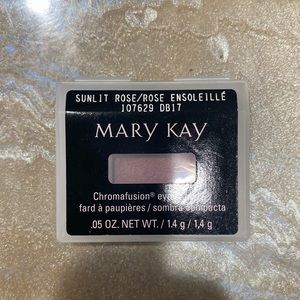 SUNLIT ROSE/ROSE ENSOLEILLÉ
107629 DB17
MARY KAY
Chromafusion® eye
fard à paupières / sombra
.05 OZ. NET WT. / 1.4 g / 1,4 g